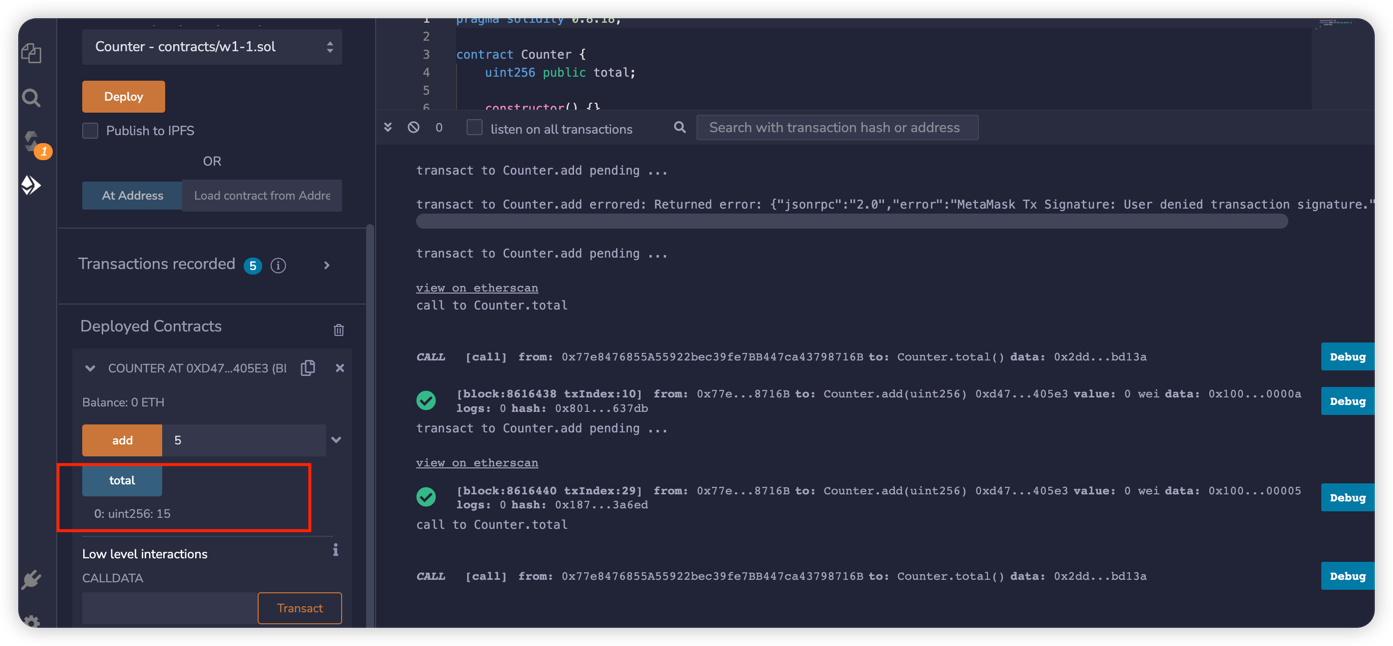 Counter - contracts/w1-1.sol
Deploy
Publish to IPFS
OR
At Address
Load contract from Addre
Transactions recorded 5
Deployed Contracts
COUNTER AT 0XD47...405E3 (Bl
Balance: 0 ETH
add
5
total
0: uint256: 15
Low level interactions
CALLDATA
Transact
1
1 pragma solidity 0.8.18;
2
3 contract Counter {
4 uint256 public total;
5
6 constructor() {}
0
listen on all transactions
Search with transaction hash or address
transact to Counter.add pending ...
transact to Counter.add errored: Returned error: {"jsonrpc":"2.0","error":"MetaMask Tx Signature: User denied transaction signature."
transact to Counter.add pending ...
view on etherscan
call to Counter.total
CALL [call] from: 0x77e8476855A55922bec39fe7BB447ca43798716B to: Counter.total() data: 0x2dd...bd13a
Debug
[block:8616438 txIndex:10] from: 0x77e...8716B to: Counter.add(uint256) 0xd47...405e3 value: 0 wei data: 0x100...0000a
logs: 0 hash: 0x801...637db
Debug
transact to Counter.add pending ...
view on etherscan
[block:8616440 txIndex:29] from: 0x77e...8716B to: Counter.add(uint256) 0xd47...405e3 value: 0 wei data: 0x100...00005
logs: 0 hash: 0x187...3a6ed
Debug
call to Counter.total
CALL [call] from: 0x77e8476855A55922bec39fe7BB447ca43798716B to: Counter.total() data: 0x2dd...bd13a
Debug